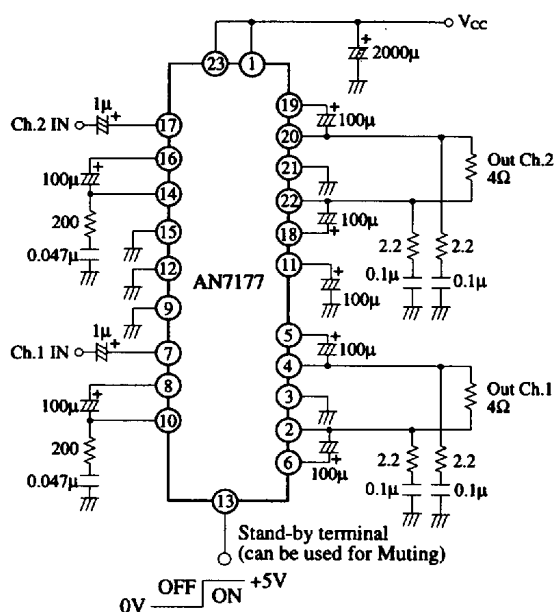 VCC
2000μ
+
23
1
+
1μ
+
Ch.2 IN
17
19
100μ
20
16
+
100μ
14
21
Out Ch.2
4Ω
22
200
100μ
+
18
15
2.2
2.2
0.047μ
11
12
AN7177
+
100μ
0.1μ
0.1μ
9
1μ
+
Ch.1 IN
7
5
+
100μ
4
8
+
100μ
10
3
Out Ch.1
4Ω
2
200
+
100μ
6
2.2
2.2
0.047μ
0.1μ
0.1μ
13
Stand-by terminal
(can be used for Muting)
OFF
+5V
0V
ON